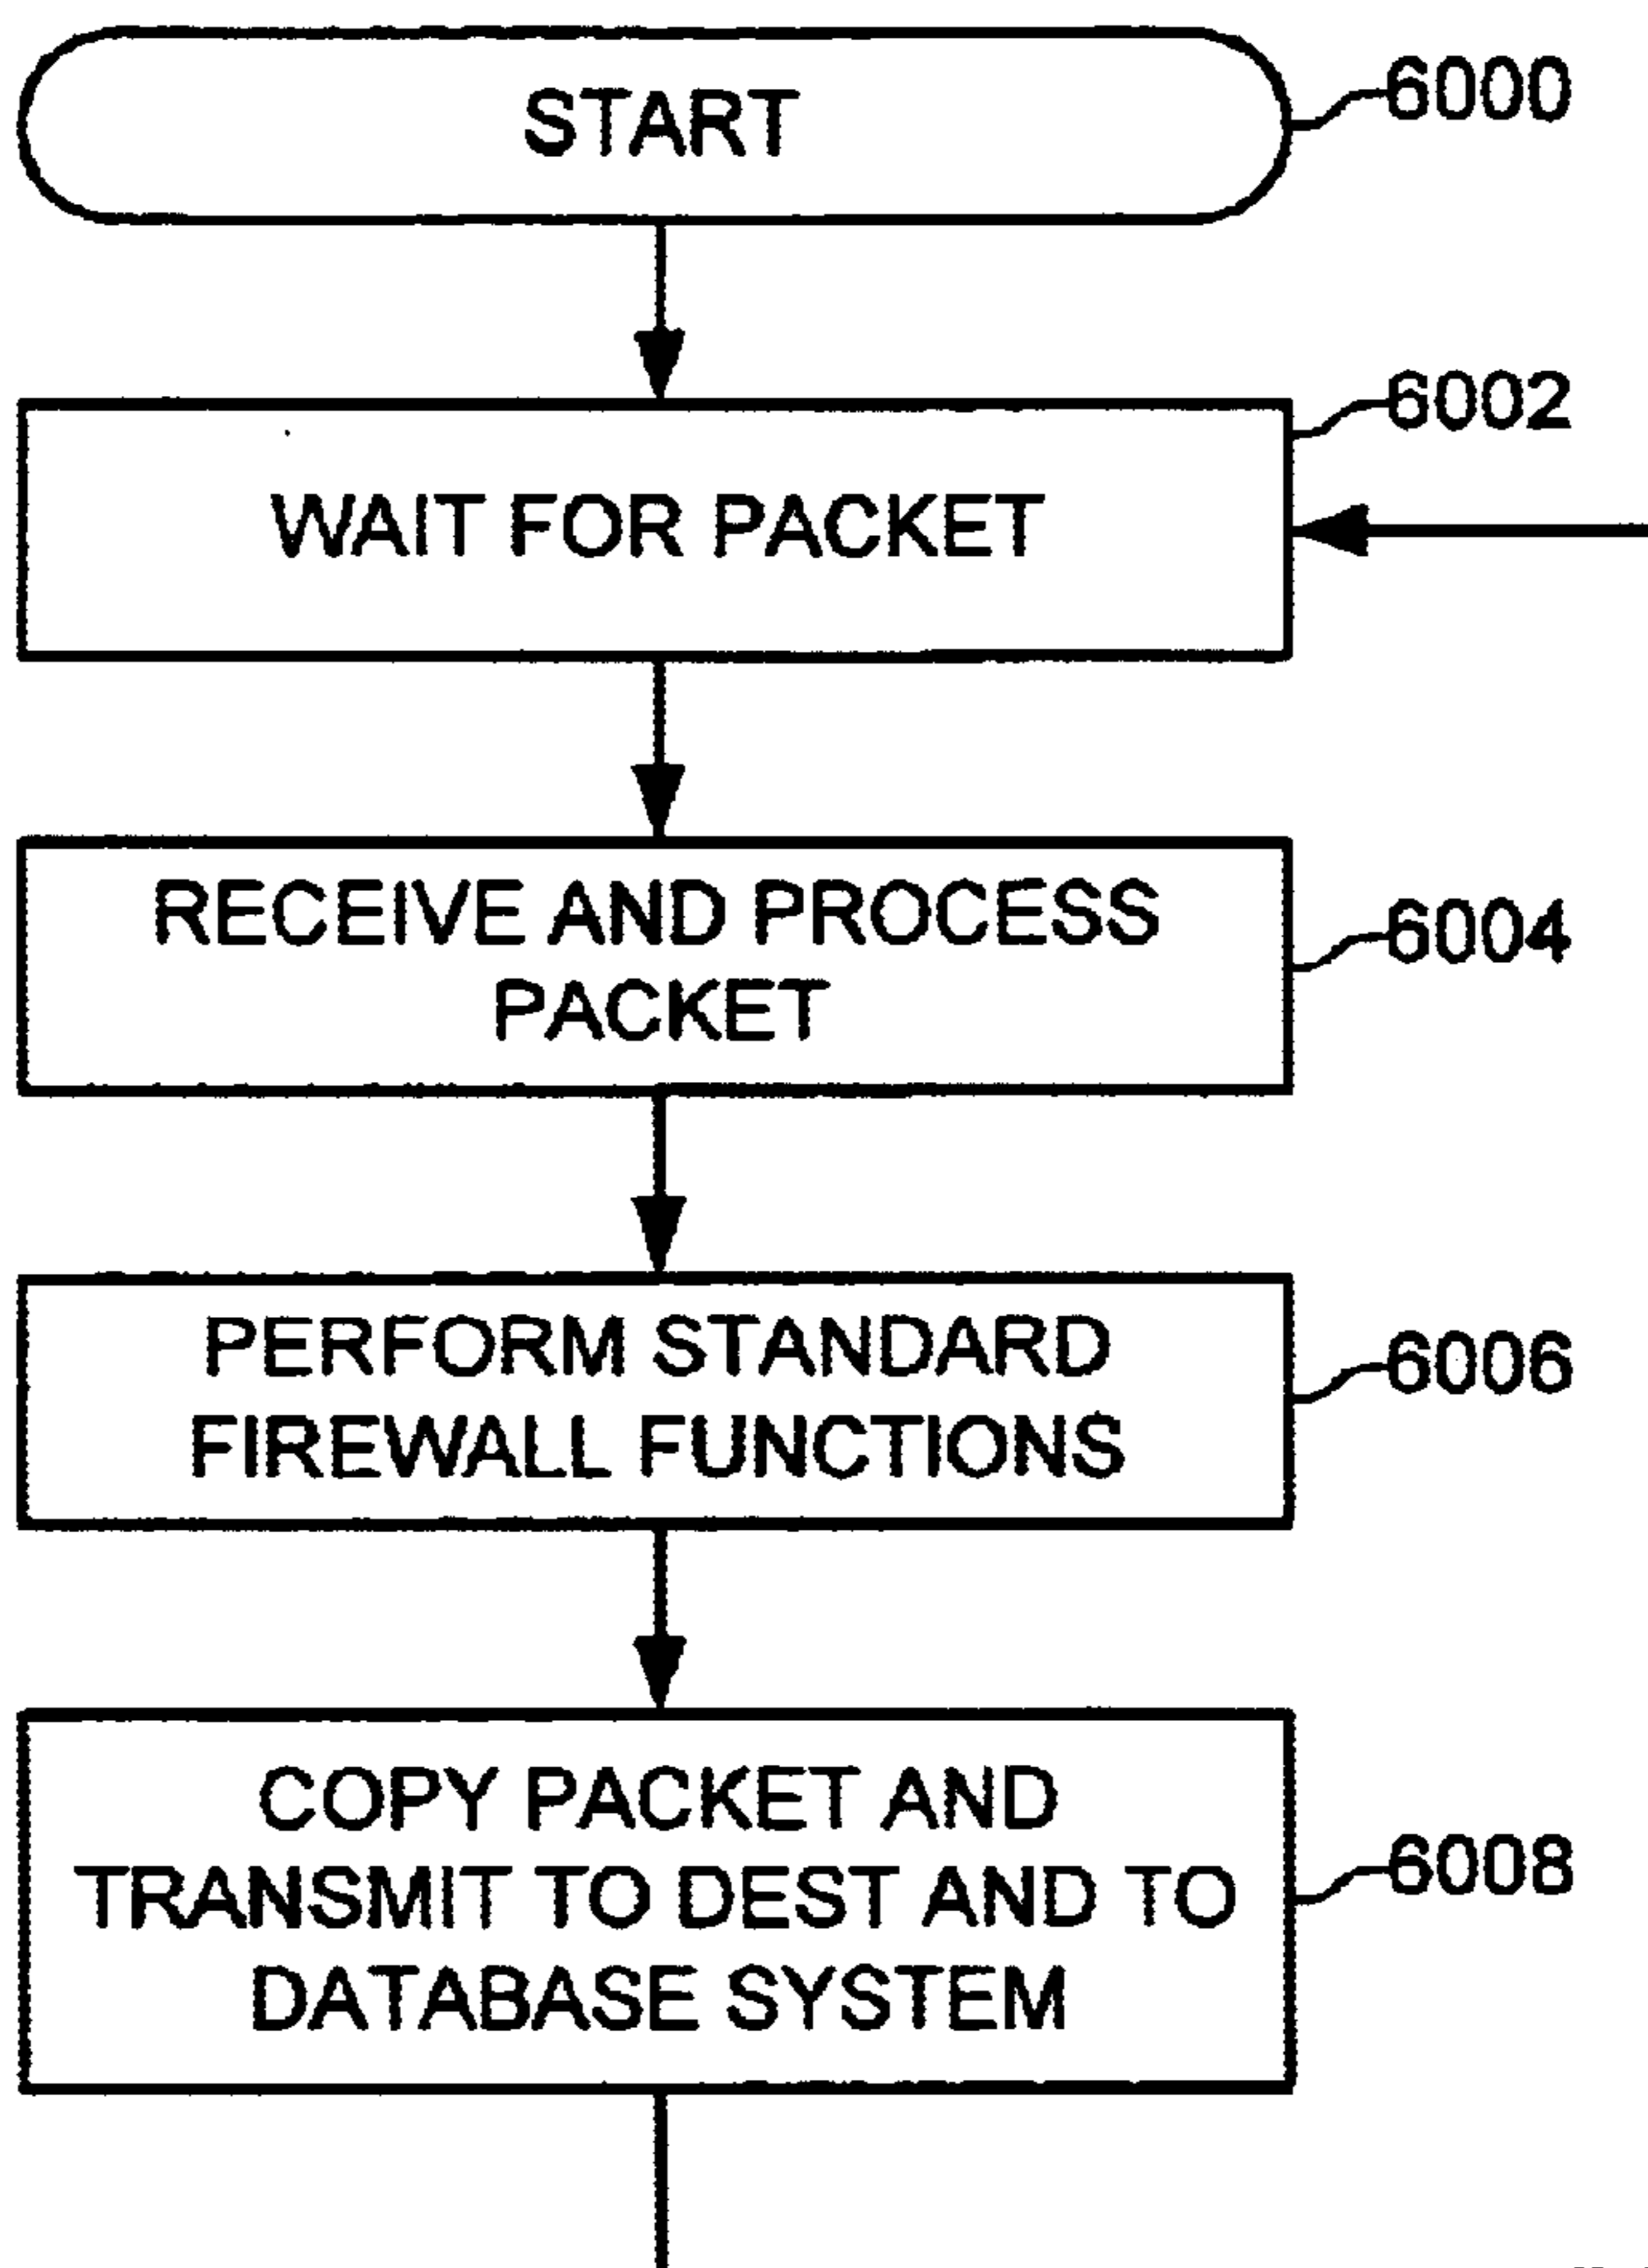 START
6000
6002
WAIT FOR PACKET
RECEIVE AND PROCESS
PACKET
6004
PERFORM STANDARD
FIREWALL FUNCTIONS
6006
COPY PACKET AND
TRANSMIT TO DEST AND TO
DATABASE SYSTEM
6008